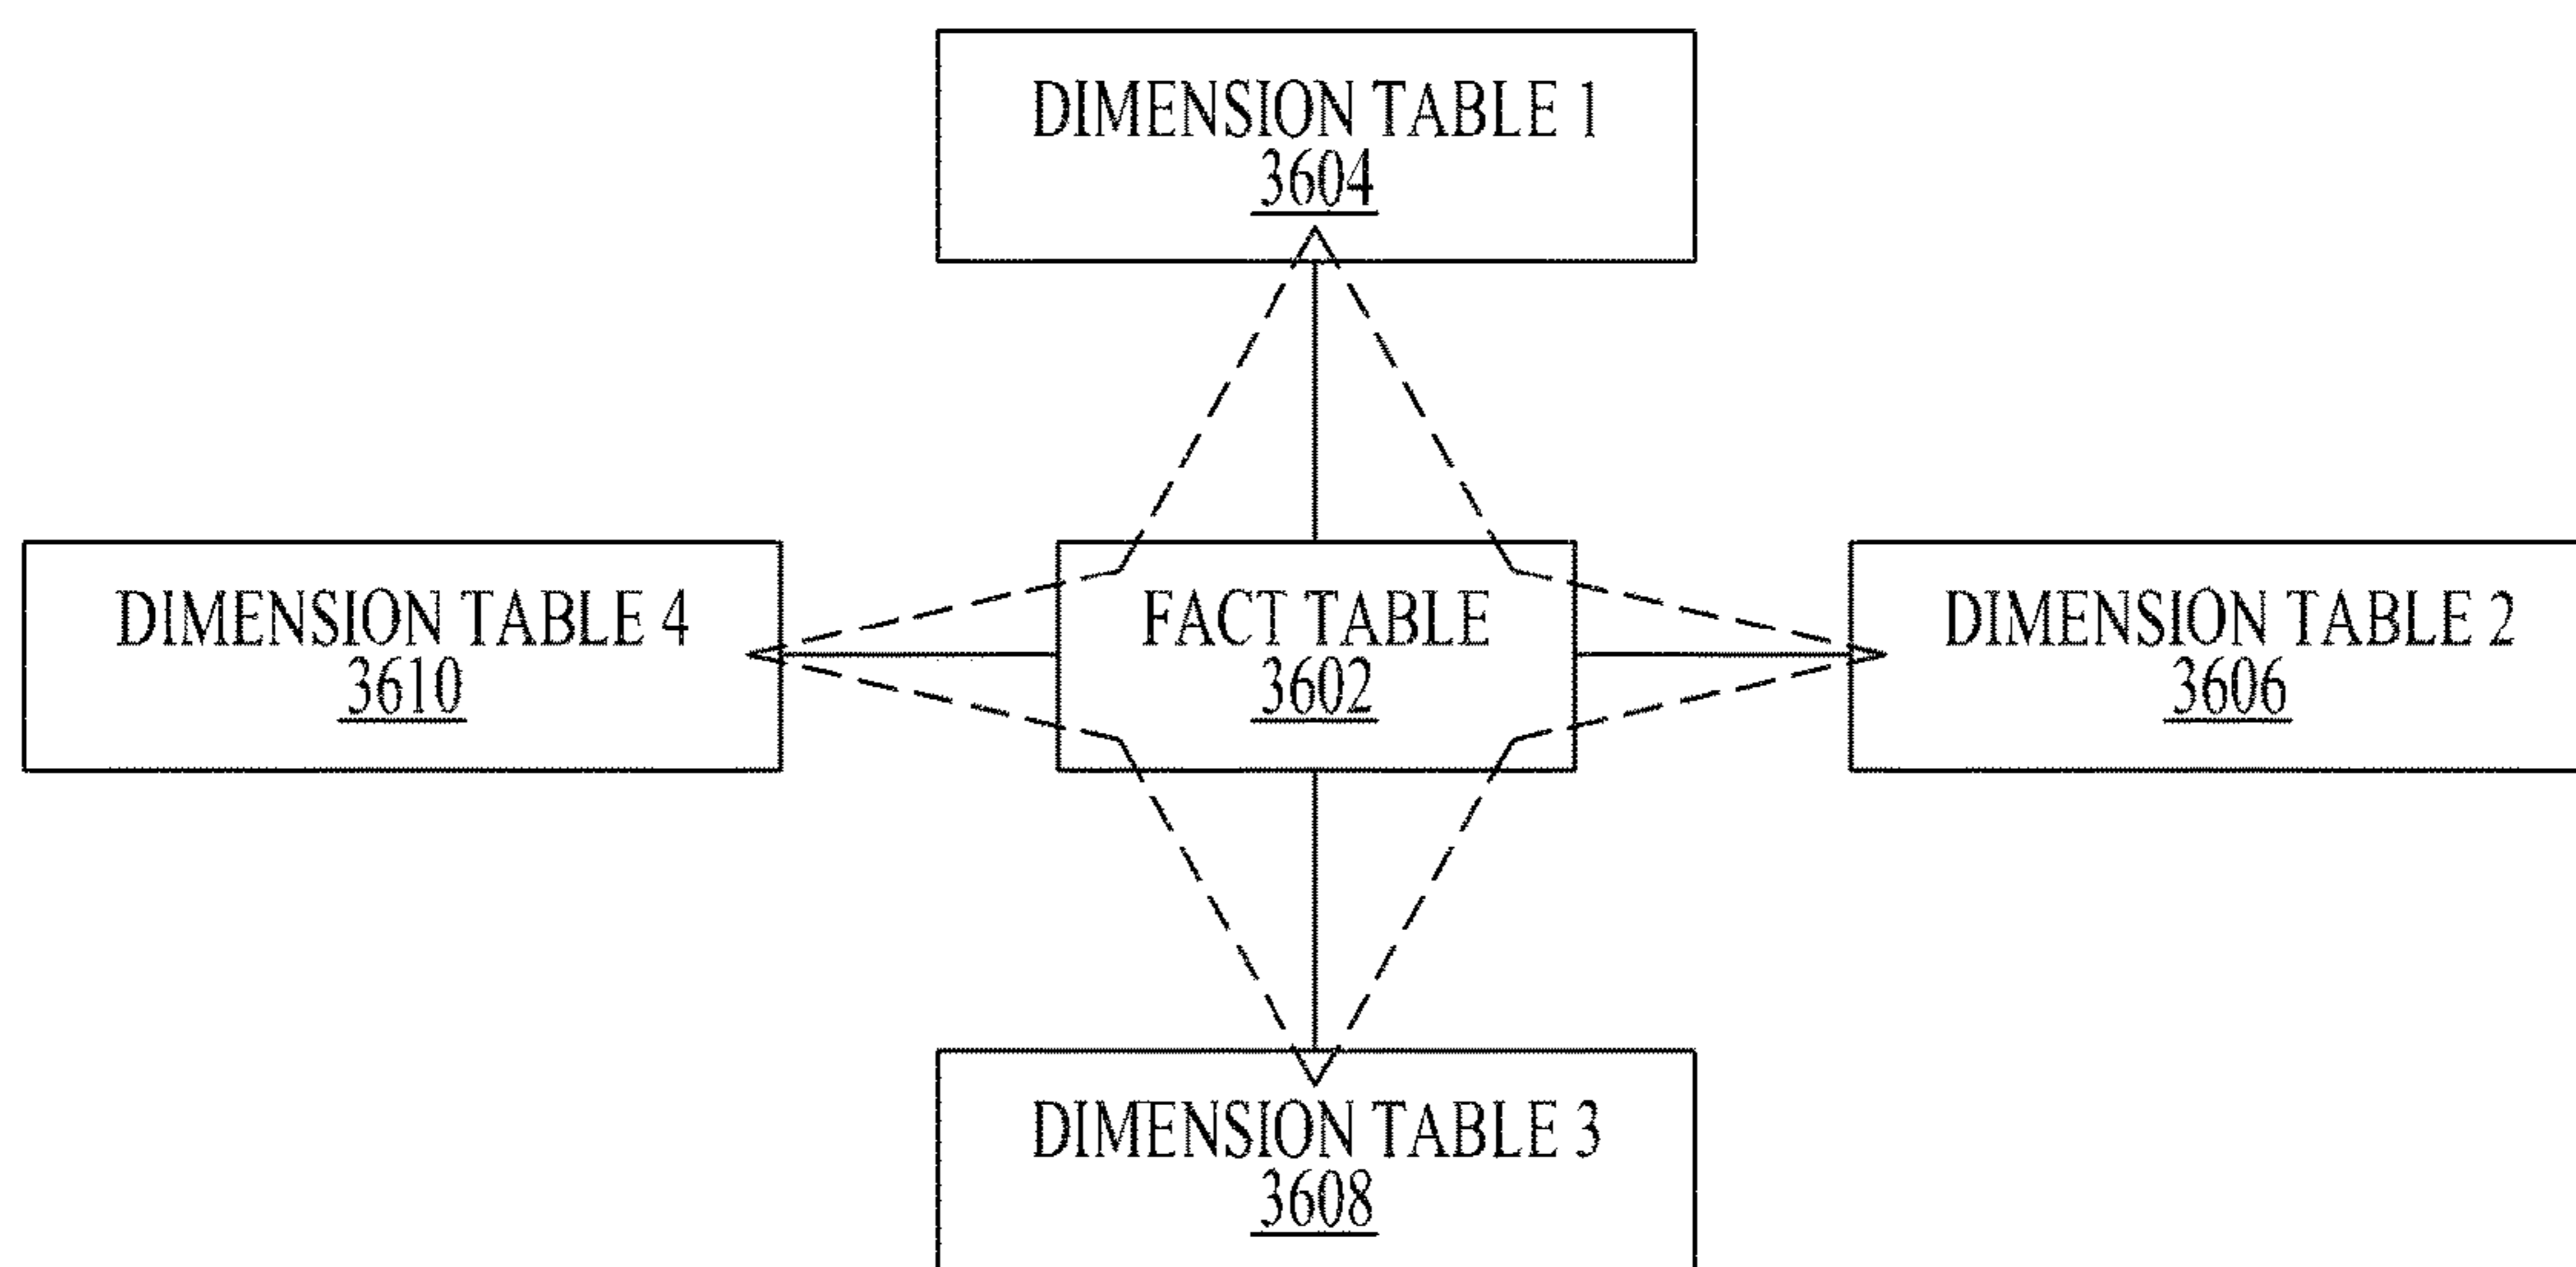 DIMENSION TABLE 1
3604
DIMENSION TABLE 4
3610
FACT TABLE
3602
DIMENSION TABLE 2
3606
DIMENSION TABLE 3
3608